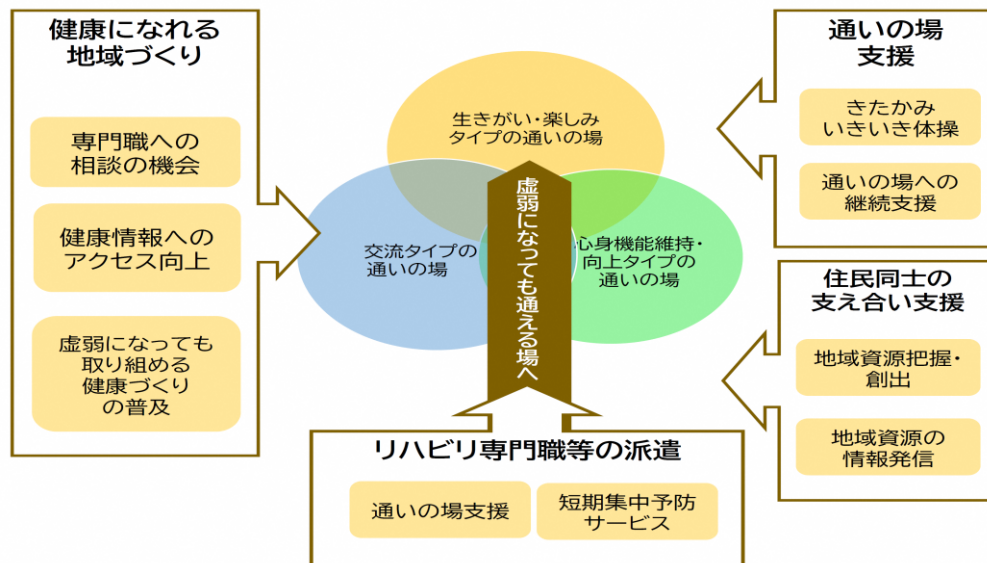 健康になれる
地域づくり
専門職への
相談の機会
健康情報への
アクセス向上
虚弱になっても
取り組める
健康づくり
の普及
生きがい・楽しみ
タイプの通いの場
交流タイプの
通いの場
心身機能維持・
向上タイプの
通いの場
虚弱になっても通える場へ
通いの場
支援
きたかみ
いきいき体操
通いの場への
継続支援
住民同士の
支え合い支援
地域資源把握・
創出
地域資源の
情報発信
リハビリ専門職等の派遣
通いの場支援
短期集中予防
サービス